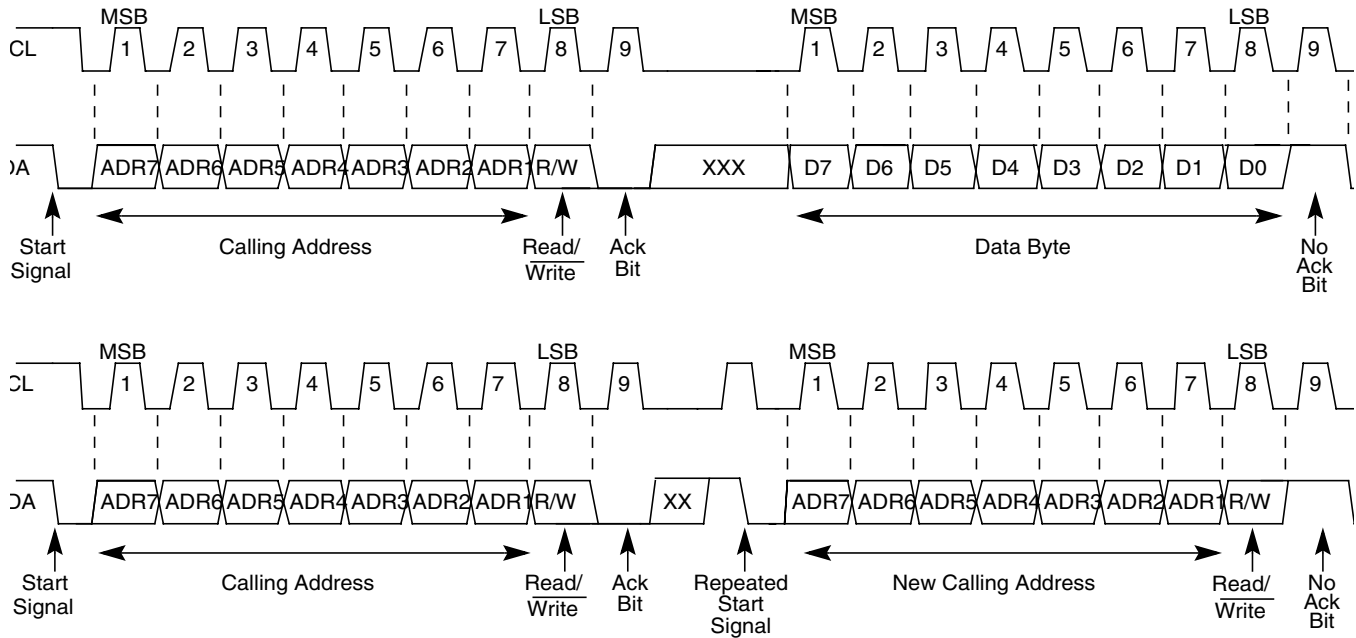 MSB LSB MSB LSB
CL 1 2 3 4 5 6 7 8 9 1 2 3 4 5 6 7 8 9
DA ADR7 ADR6 ADR5 ADR4 ADR3 ADR2 ADR1 R/W XXX D7 D6 D5 D4 D3 D2 D1 D0
Start Calling Address Read/ Ack Data Byte No
Signal Write Bit Ack
Bit
MSB LSB MSB LSB
CL 1 2 3 4 5 6 7 8 9 1 2 3 4 5 6 7 8 9
DA ADR7 ADR6 ADR5 ADR4 ADR3 ADR2 ADR1 R/W XX ADR7 ADR6 ADR5 ADR4 ADR3 ADR2 ADR1 R/W
Start Calling Address Read/ Ack Repeated New Calling Address Read/ No
Signal Write Bit Start Write Ack
Signal Bit